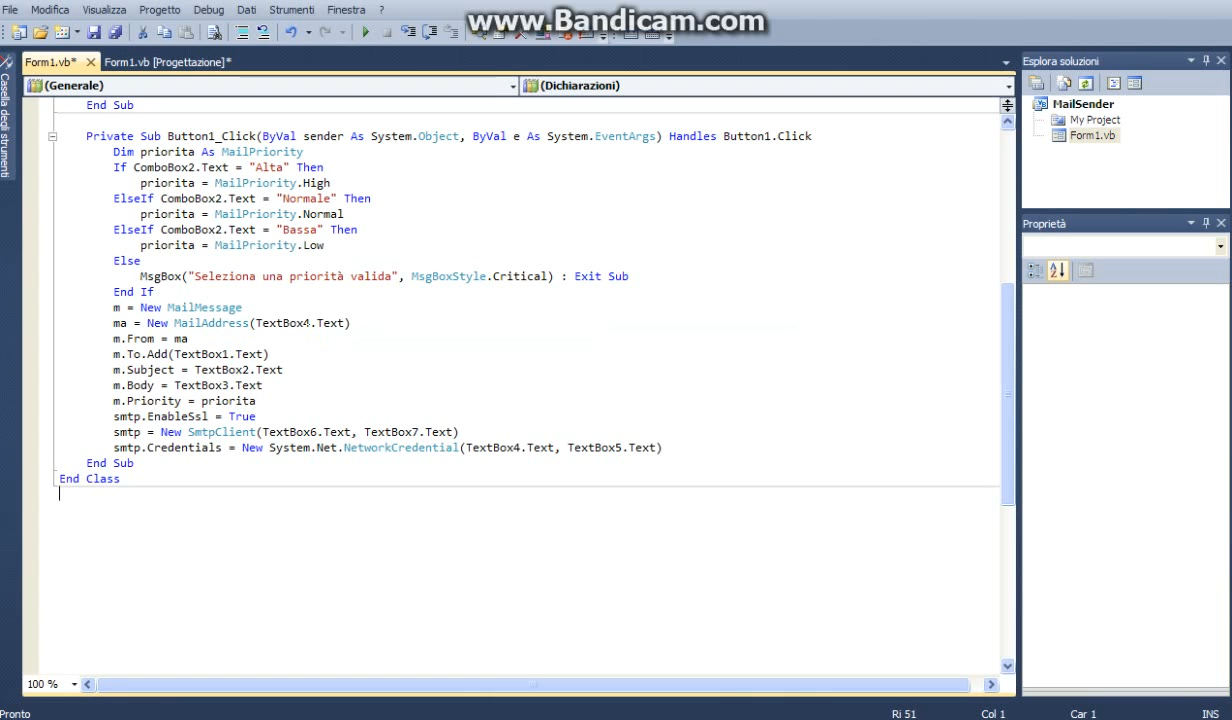 File Modifica Visualizza Progetto Debug Dati Strumenti Finestra ?
www.Bandicam.com
Form1.vb* Form1.vb [Progettazione]*
Esplora soluzioni
Casella degli strumenti
(Generale) (Dichiarazioni)
MailSender
My Project
Form1.vb
Proprietà
End Sub
Private Sub Button1_Click(ByVal sender As System.Object, ByVal e As System.EventArgs) Handles Button1.Click
Dim priorita As MailPriority
If ComboBox2.Text = "Alta" Then
priorita = MailPriority.High
ElseIf ComboBox2.Text = "Normale" Then
priorita = MailPriority.Normal
ElseIf ComboBox2.Text = "Bassa" Then
priorita = MailPriority.Low
Else
MsgBox("Seleziona una priorità valida", MsgBoxStyle.Critical) : Exit Sub
End If
m = New MailMessage
ma = New MailAddress(TextBox4.Text)
m.From = ma
m.To.Add(TextBox1.Text)
m.Subject = TextBox2.Text
m.Body = TextBox3.Text
m.Priority = priorita
smtp.EnableSsl = True
smtp = New SmtpClient(TextBox6.Text, TextBox7.Text)
smtp.Credentials = New System.Net.NetworkCredential(TextBox4.Text, TextBox5.Text)
End Sub
End Class
100 %
Pronto Ri 51 Col 1 Car 1 INS